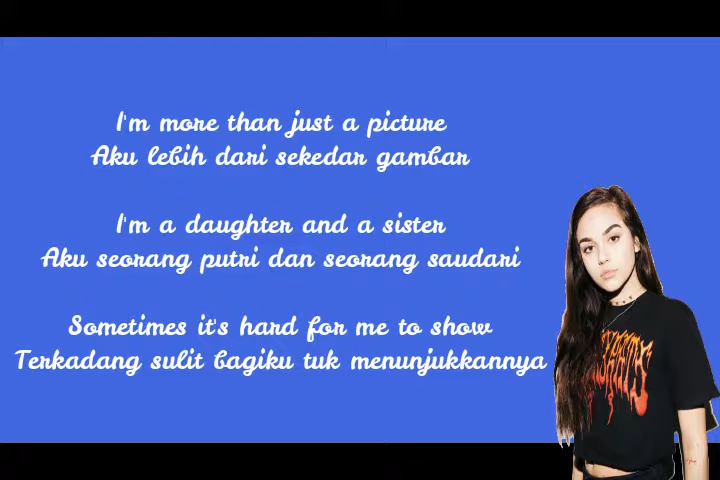 I'm more than just a picture
Aku lebih dari sekedar gambar
I'm a daughter and a sister
Aku seorang putri dan seorang saudari
Sometimes it's hard for me to show
Terkadang sulit bagiku tuk menunjukkannya